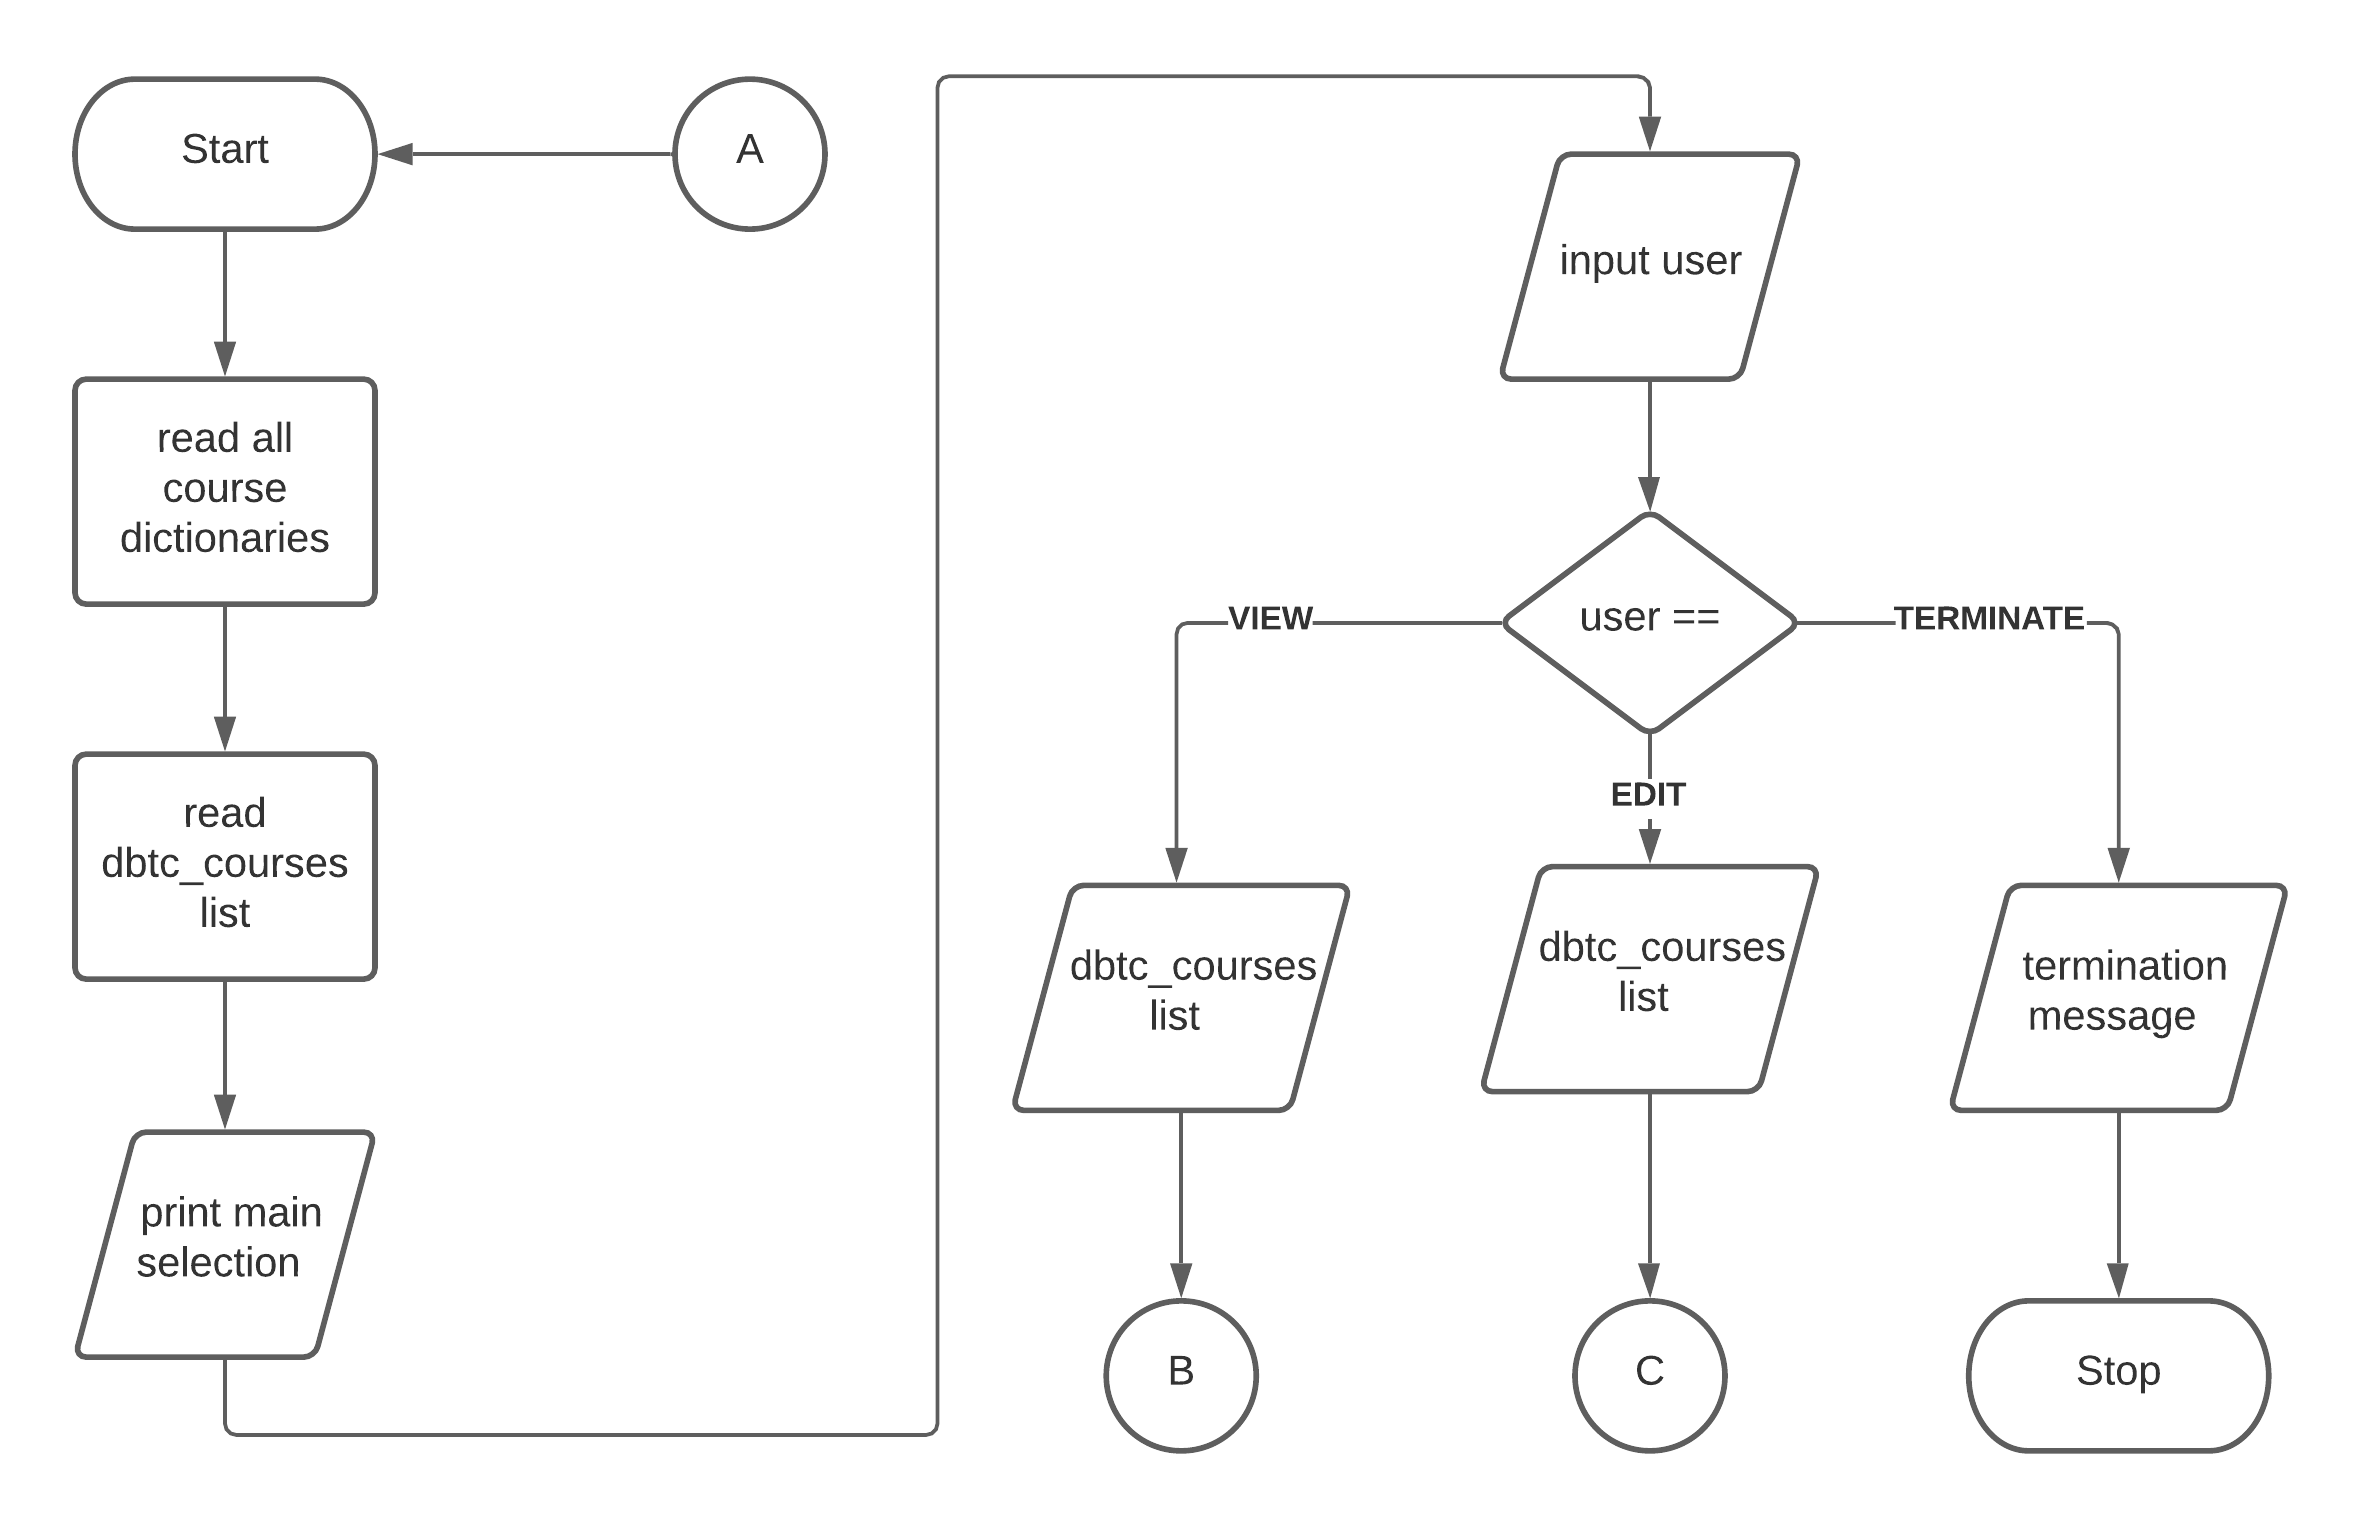 Start
A
read all
course
dictionaries
read
dbtc_courses
list
print main
selection
input user
user ==
VIEW
EDIT
TERMINATE
dbtc_courses
list
dbtc_courses
list
termination
message
B
C
Stop